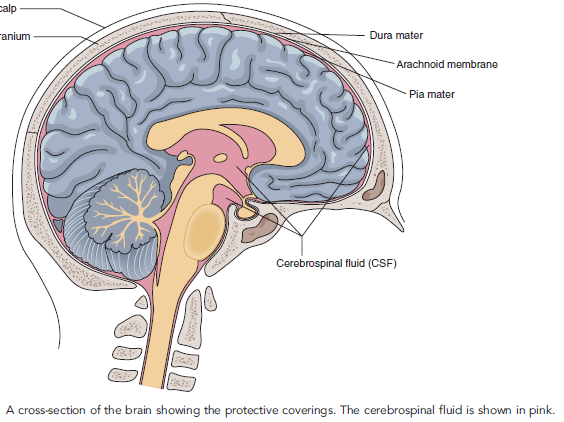 calp
ranium
Dura mater
Arachnoid membrane
Pia mater
Cerebrospinal fluid (CSF)
A cross-section of the brain showing the protective coverings. The cerebrospinal fluid is shown in pink.